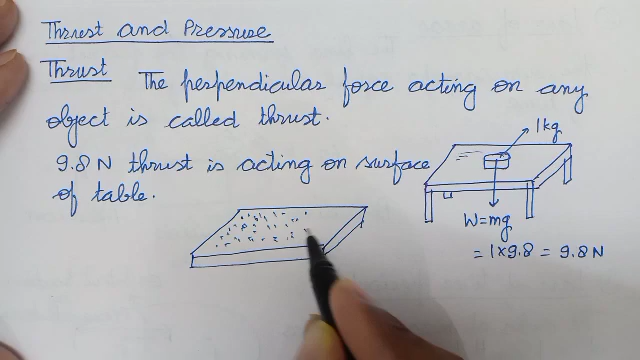 Thrust and Pressure
Thrust The perpendicular force acting on any
object is called thrust.
1kg
9.8 N thrust is acting on surface
of table.
W=mg
= 1×9.8 = 9.8 N